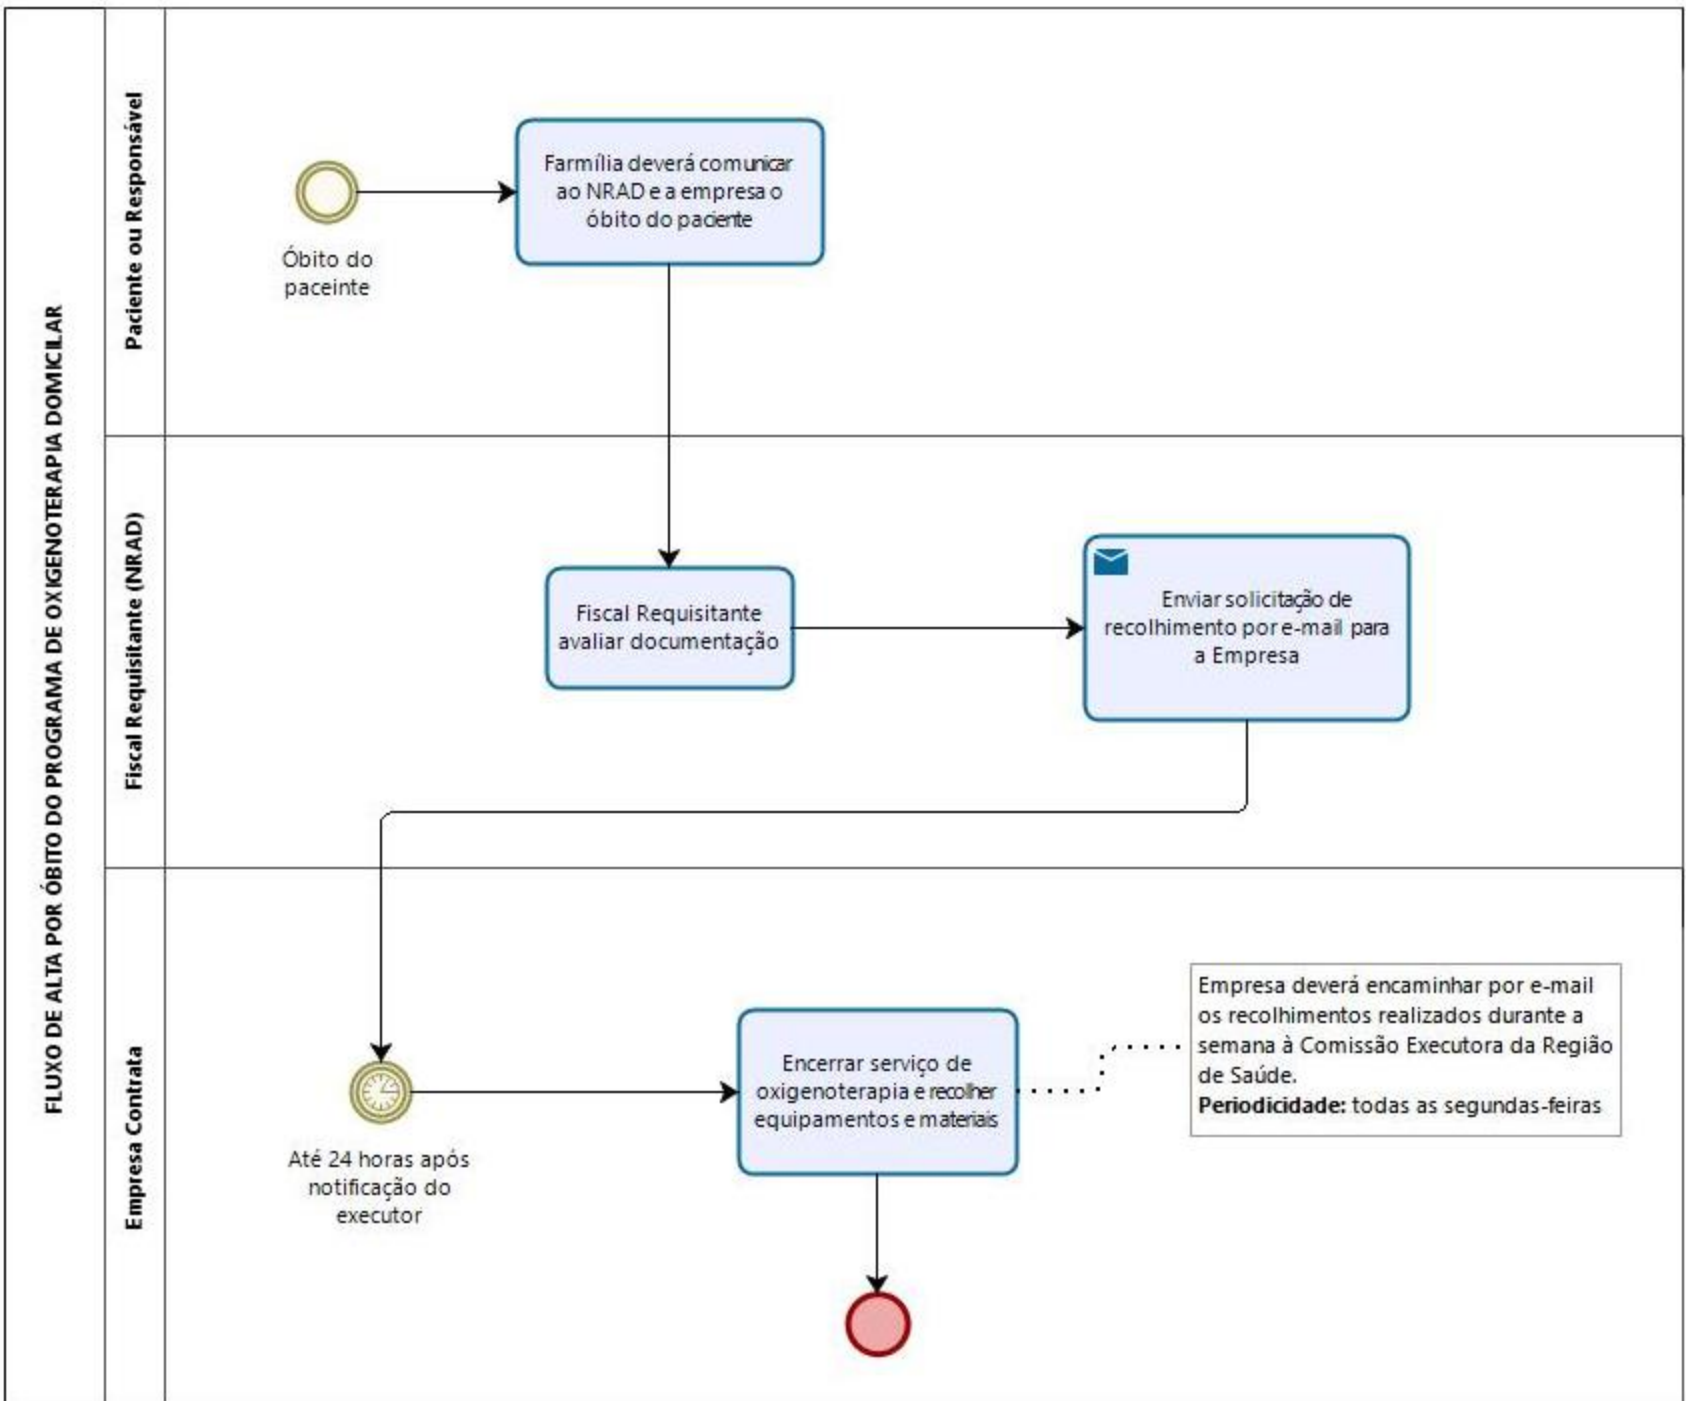 FLUXO DE ALTA POR ÓBITO DO PROGRAMA DE OXIGENOTERAPIA DOMICILAR
Paciente ou Responsável
Óbito do
paceinte
Farmília deverá comunicar
ao NRAD e a empresa o
óbito do paciente
Fiscal Requisitante (NRAD)
Fiscal Requisitante
avaliar documentação
Enviar solicitação de
recolhimento por e-mail para
a Empresa
Empresa Contrata
Até 24 horas após
notificação do
executor
Encerrar serviço de
oxigenoterapia e recolher
equipamentos e materiais
Empresa deverá encaminhar por e-mail
os recolhimentos realizados durante a
semana à Comissão Executora da Região
de Saúde.
Periodicidade: todas as segundas-feiras